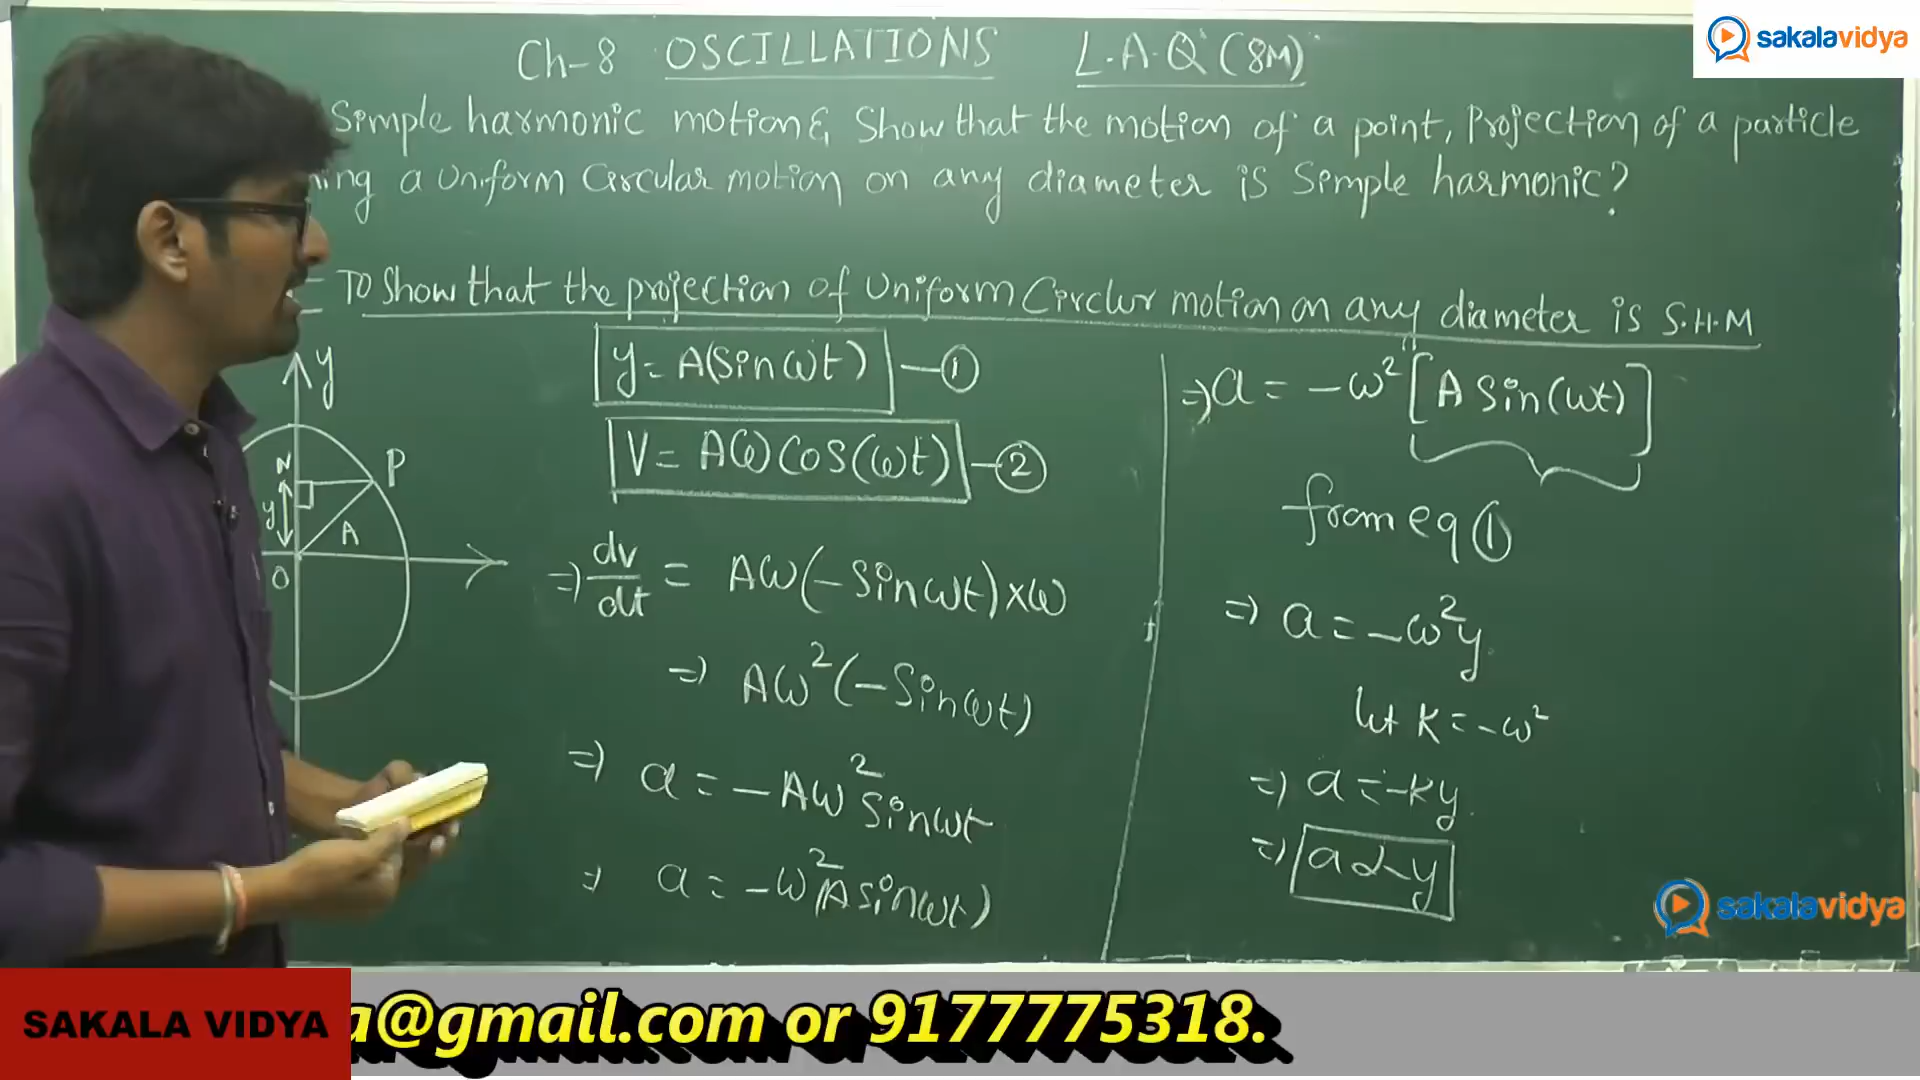 sakalavidya
Ch-8 OSCILLATIONS L.A.Q (8M)
Simple harmonic motion & Show that the motion of a point, Projection of a particle
ing a Uniform Circular motion on any diameter is Simple harmonic?
To Show that the projection of Uniform Circlur motion on any diameter is S.H.M
y
N
P
y
A
O
y = A(Sin ωt) — ①
V = Aω Cos(ωt) — ②
⇒ dv/dt = Aω(-Sin ωt)×ω
⇒ Aω²(-Sin ωt)
⇒ a = -Aω² Sin ωt
⇒ a = -ω²(A Sin ωt)
⇒ a = -ω² [A Sin(ωt)]
from eq ①
⇒ a = -ω²y
let K = -ω²
⇒ a = -ky
⇒ a ∝ -y
sakalavidya
SAKALA VIDYA
a@gmail.com or 9177775318.